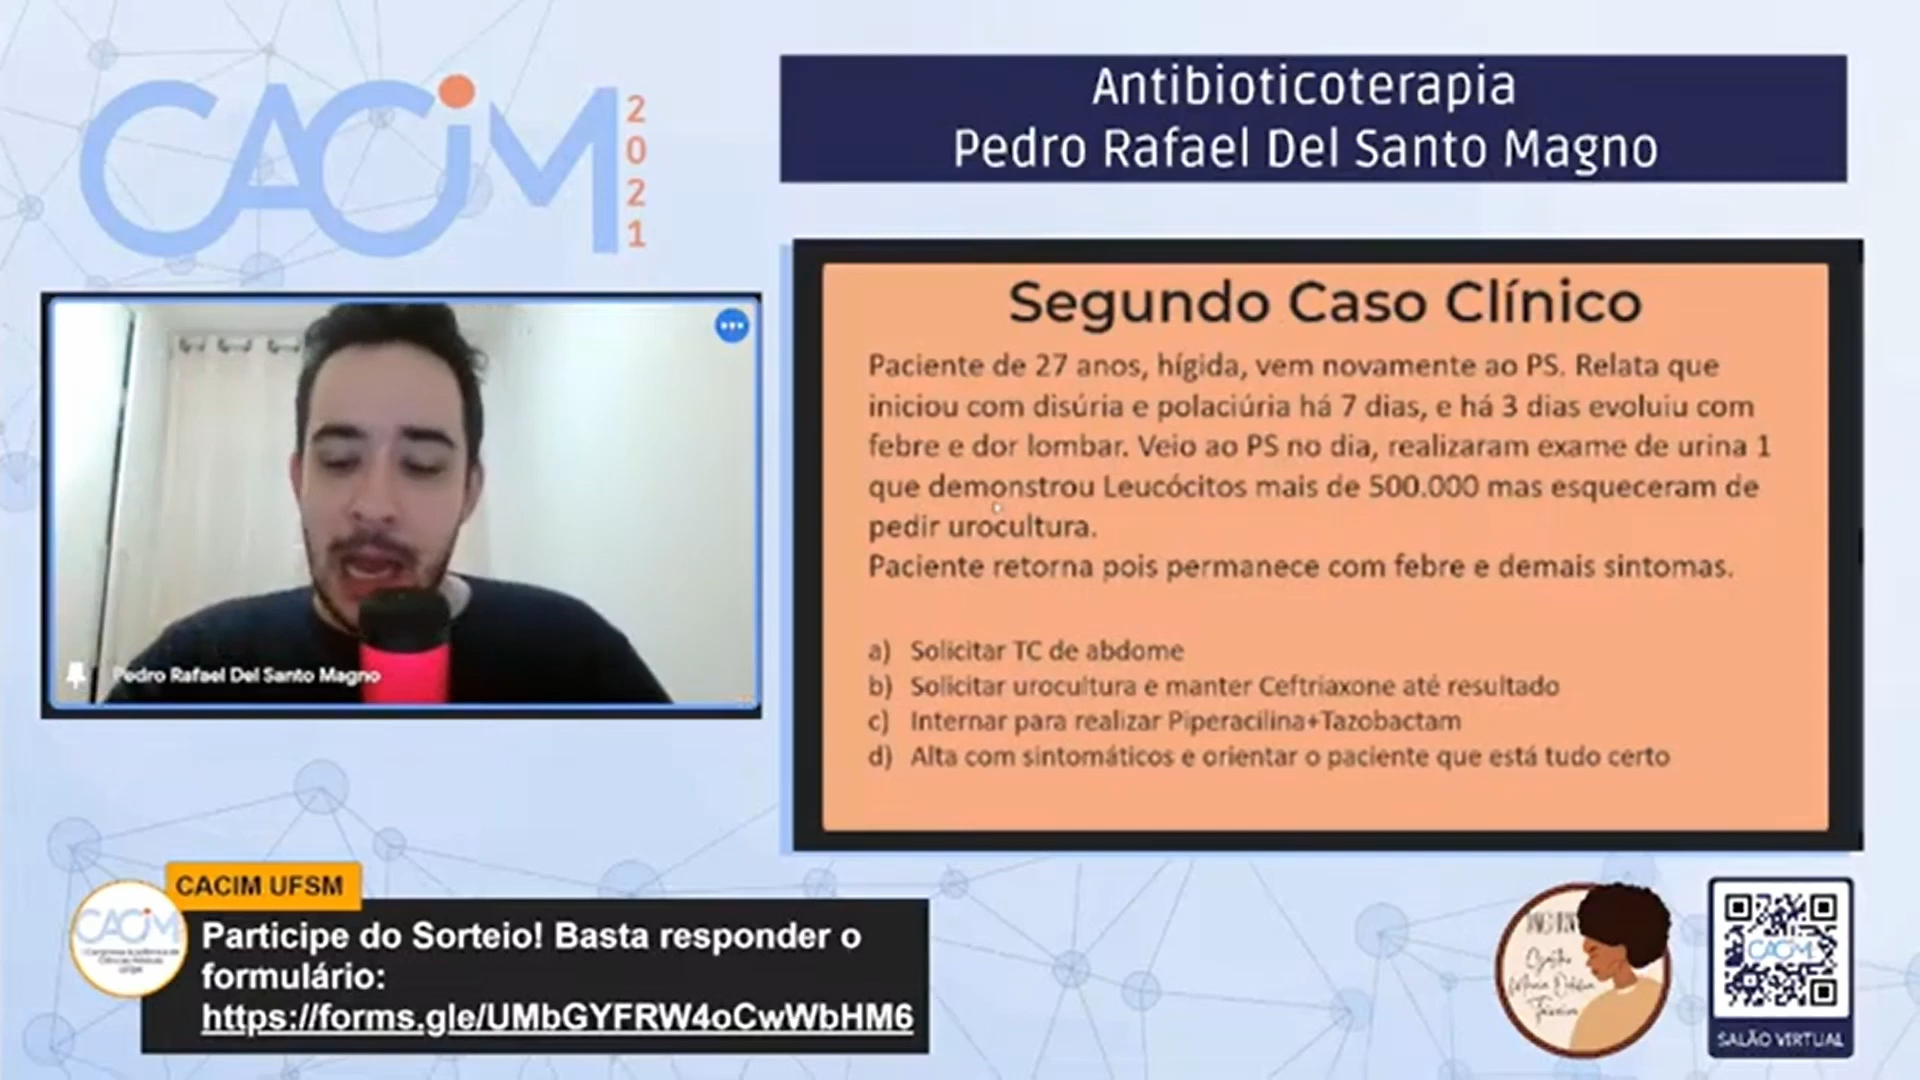 CACiM
2021
Antibioticoterapia
Pedro Rafael Del Santo Magno
Segundo Caso Clínico
Paciente de 27 anos, hígida, vem novamente ao PS. Relata que
iniciou com disúria e polaciúria há 7 dias, e há 3 dias evoluiu com
febre e dor lombar. Veio ao PS no dia, realizaram exame de urina 1
que demonstrou Leucócitos mais de 500.000 mas esqueceram de
pedir urocultura.
Paciente retorna pois permanece com febre e demais sintomas.
a) Solicitar TC de abdome
b) Solicitar urocultura e manter Ceftriaxone até resultado
c) Internar para realizar Piperacilina+Tazobactam
d) Alta com sintomáticos e orientar o paciente que está tudo certo
Pedro Rafael Del Santo Magno
CACIM UFSM
CACiM
Participe do Sorteio! Basta responder o
formulário:
https://forms.gle/UMbGYFRW4oCwWbHM6
Gestão
CACiM
SALÃO VIRTUAL